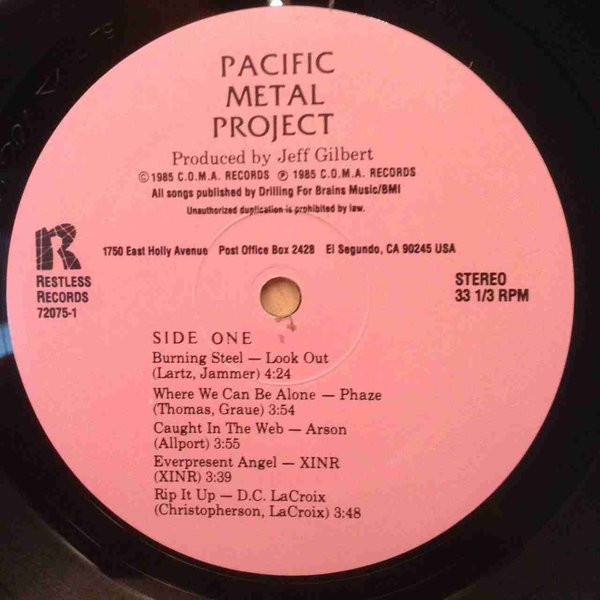 PACIFIC
METAL
PROJECT
Produced by Jeff Gilbert
© 1985 C.O.M.A. RECORDS ℗ 1985 C.O.M.A. RECORDS
All songs published by Drilling For Brains Music/BMI
Unauthorized duplication is prohibited by law.
1750 East Holly Avenue Post Office Box 2428 El Segundo, CA 90245 USA
R
RESTLESS
RECORDS
72075-1
STEREO
33 1/3 RPM
SIDE ONE
Burning Steel — Look Out
(Lartz, Jammer) 4:24
Where We Can Be Alone — Phaze
(Thomas, Graue) 3:54
Caught In The Web — Arson
(Allport) 3:55
Everpresent Angel — XINR
(XINR) 3:39
Rip It Up — D.C. LaCroix
(Christopherson, LaCroix) 3:48